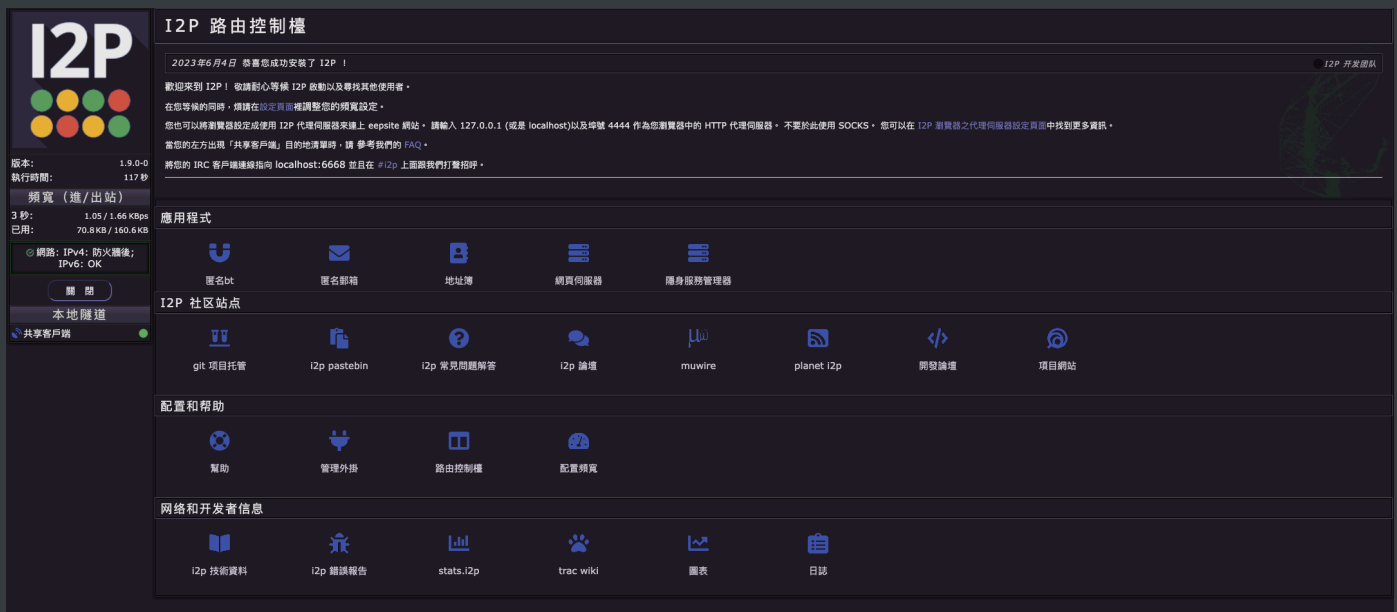 I2P
版本: 1.9.0-0
執行時間: 117 秒
頻寬（進/出站）
3 秒: 1.05 / 1.66 KBps
已用: 70.8 KB / 160.6 KB
網路: IPv4: 防火牆後;
IPv6: OK
關 閉
本地隧道
共享客戶端
I2P 路由控制檯
2023年6月4日 恭喜您成功安裝了 I2P ！ I2P 开发团队
歡迎來到 I2P！ 敬請耐心等候 I2P 啟動以及尋找其他使用者。
在您等候的同時，煩請在設定頁面裡調整您的頻寬設定。
您也可以將瀏覽器設定成使用 I2P 代理伺服器來連上 eepsite 網站。 請輸入 127.0.0.1 (或是 localhost)以及埠號 4444 作為您瀏覽器中的 HTTP 代理伺服器。 不要於此使用 SOCKS。 您可以在 I2P 瀏覽器之代理伺服器設定頁面中找到更多資訊。
當您的左方出現「共享客戶端」目的地清單時，請 參考我們的 FAQ。
將您的 IRC 客戶端連線指向 localhost:6668 並且在 #i2p 上面跟我們打聲招呼。
應用程式
匿名bt 匿名郵箱 地址簿 網頁伺服器 隱身服務管理器
I2P 社区站点
git 项目托管 i2p pastebin i2p 常見問題解答 i2p 論壇 muwire planet i2p 開發論壇 項目網站
配置和帮助
幫助 管理外掛 路由控制檯 配置頻寬
网络和开发者信息
i2p 技術資料 i2p 錯誤報告 stats.i2p trac wiki 圖表 日誌